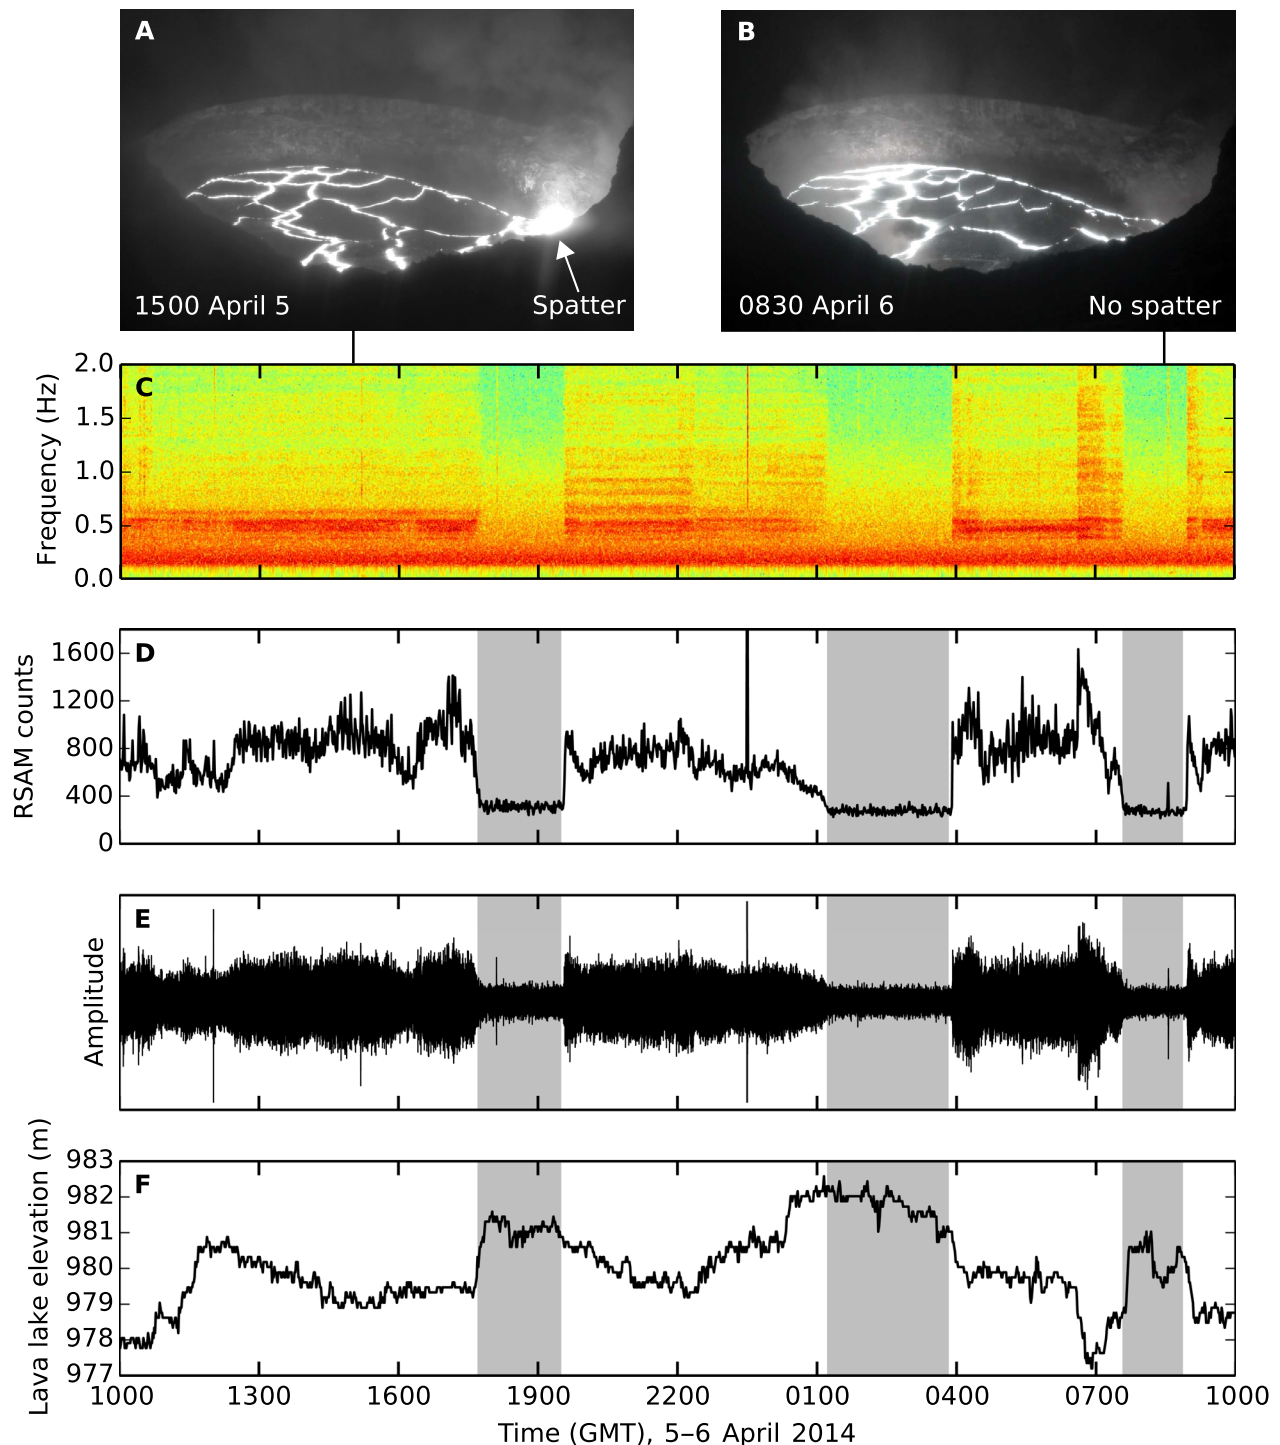 A
B
1500 April 5
Spatter
0830 April 6
No spatter
C
Frequency (Hz)
2.0
1.5
1.0
0.5
0.0
D
RSAM counts
1600
1200
800
400
0
E
Amplitude
F
Lava lake elevation (m)
983
982
981
980
979
978
977
1000 1300 1600 1900 2200 0100 0400 0700 1000
Time (GMT), 5–6 April 2014